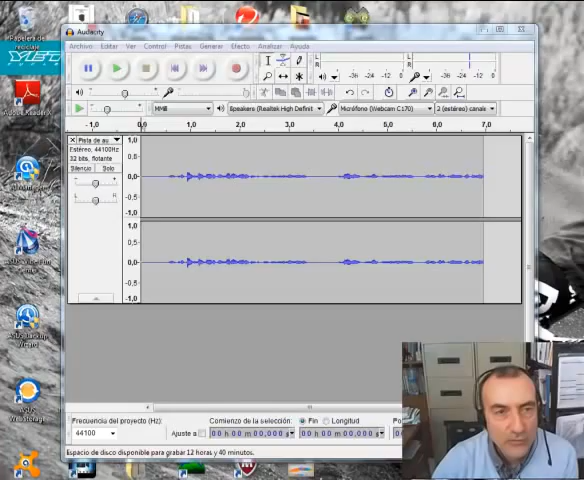 Papelera de
reciclaje
Adobe Reader X
Audacity
Archivo Editar Ver Control Pistas Generar Efecto Analizar Ayuda
L
R
-36 -24 -12 0
L
R
-36 -24 -12 0
MME
Speakers (Realtek High Definit
Micrófono (Webcam C170)
2 (estéreo) canale
-1,0 0,0 1,0 2,0 3,0 4,0 5,0 6,0 7,0
Pista de au
Estéreo, 44100Hz
32 bits, flotante
Silencio Solo
- +
L R
1,0
0,5
0,0
-0,5
-1,0
1,0
0,5
0,0
-0,5
-1,0
Frecuencia del proyecto (Hz):
44100
Ajuste a
Comienzo de la selección:
00 h 00 m 00,000 s
Fin Longitud
00 h 00 m 00,000 s
Espacio de disco disponible para grabar 12 horas y 40 minutos.